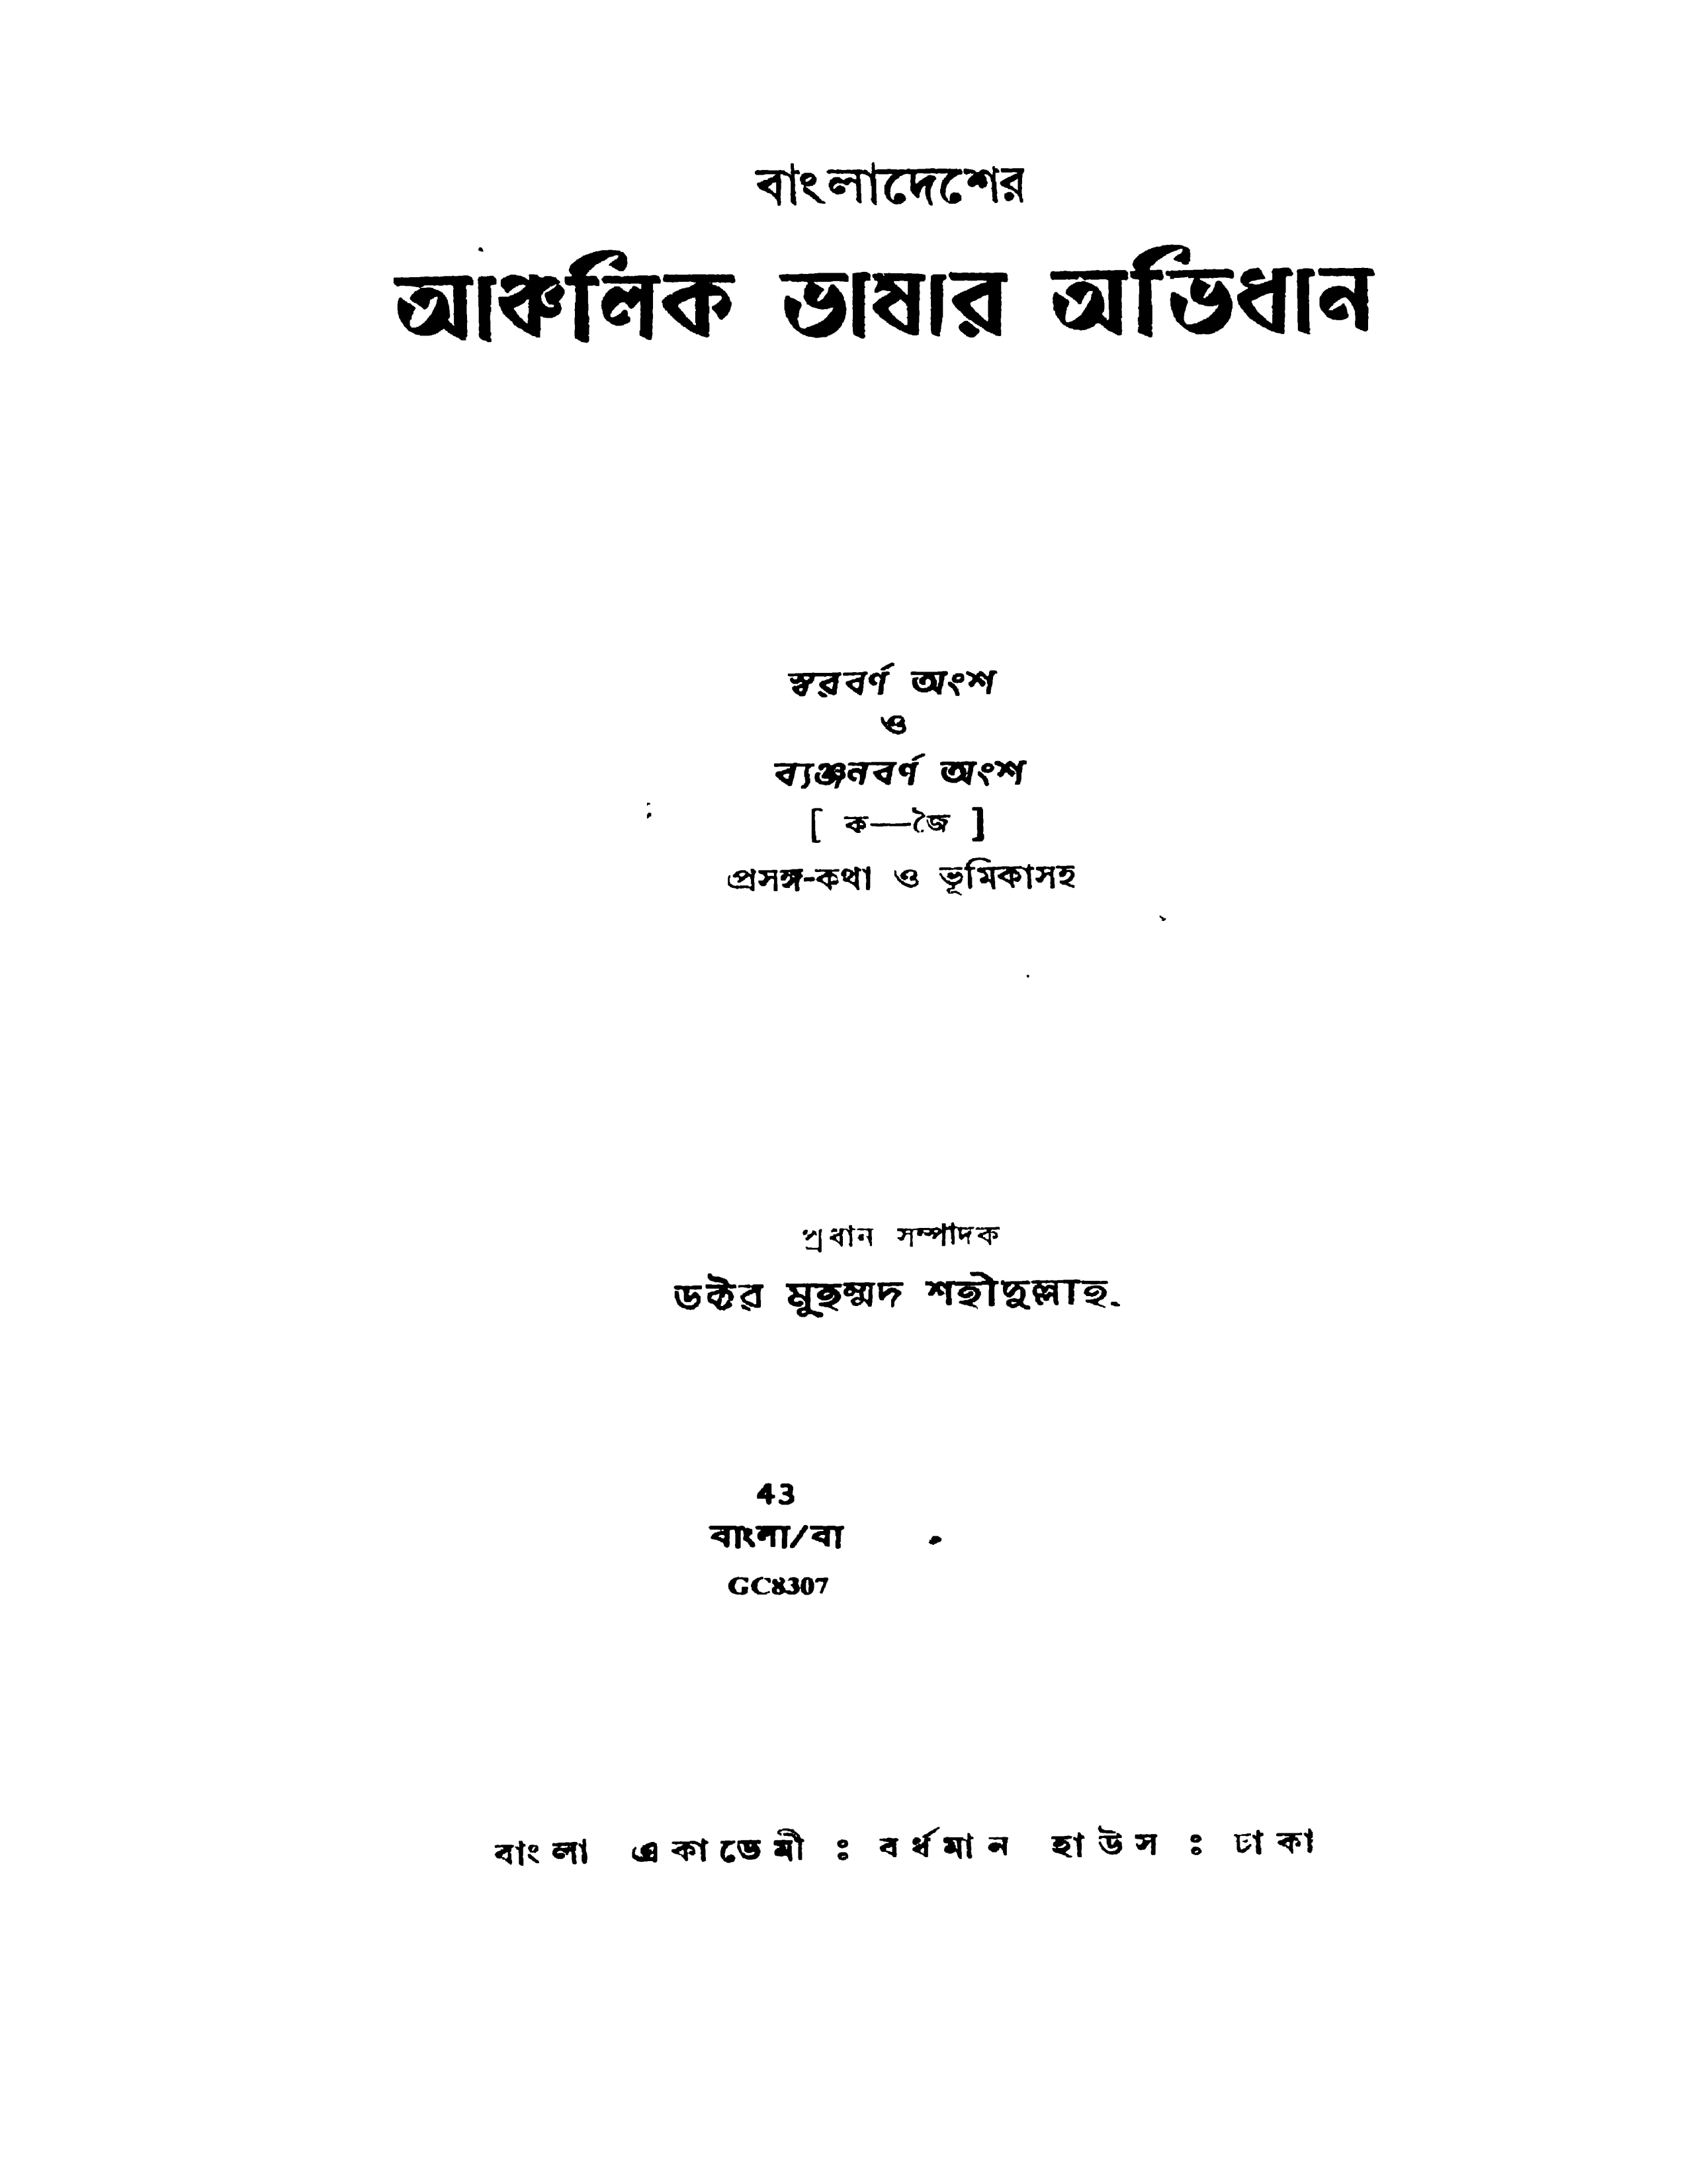 বাংলাদেশের
আঞ্চলিক ভাষার অভিধান
স্বরবর্ণ অংশ
ও
ব্যঞ্জনবর্ণ অংশ
[ ক—জৈ ]
প্রসঙ্গ-কথা ও ভূমিকাসহ
প্রধান সম্পাদক
ডক্টর মুহম্মদ শহীদুল্লাহ্
43
বাংলা/বা
GC8307
বাংলা একাডেমী ঃ বর্ধমান হাউস ঃ ঢাকা